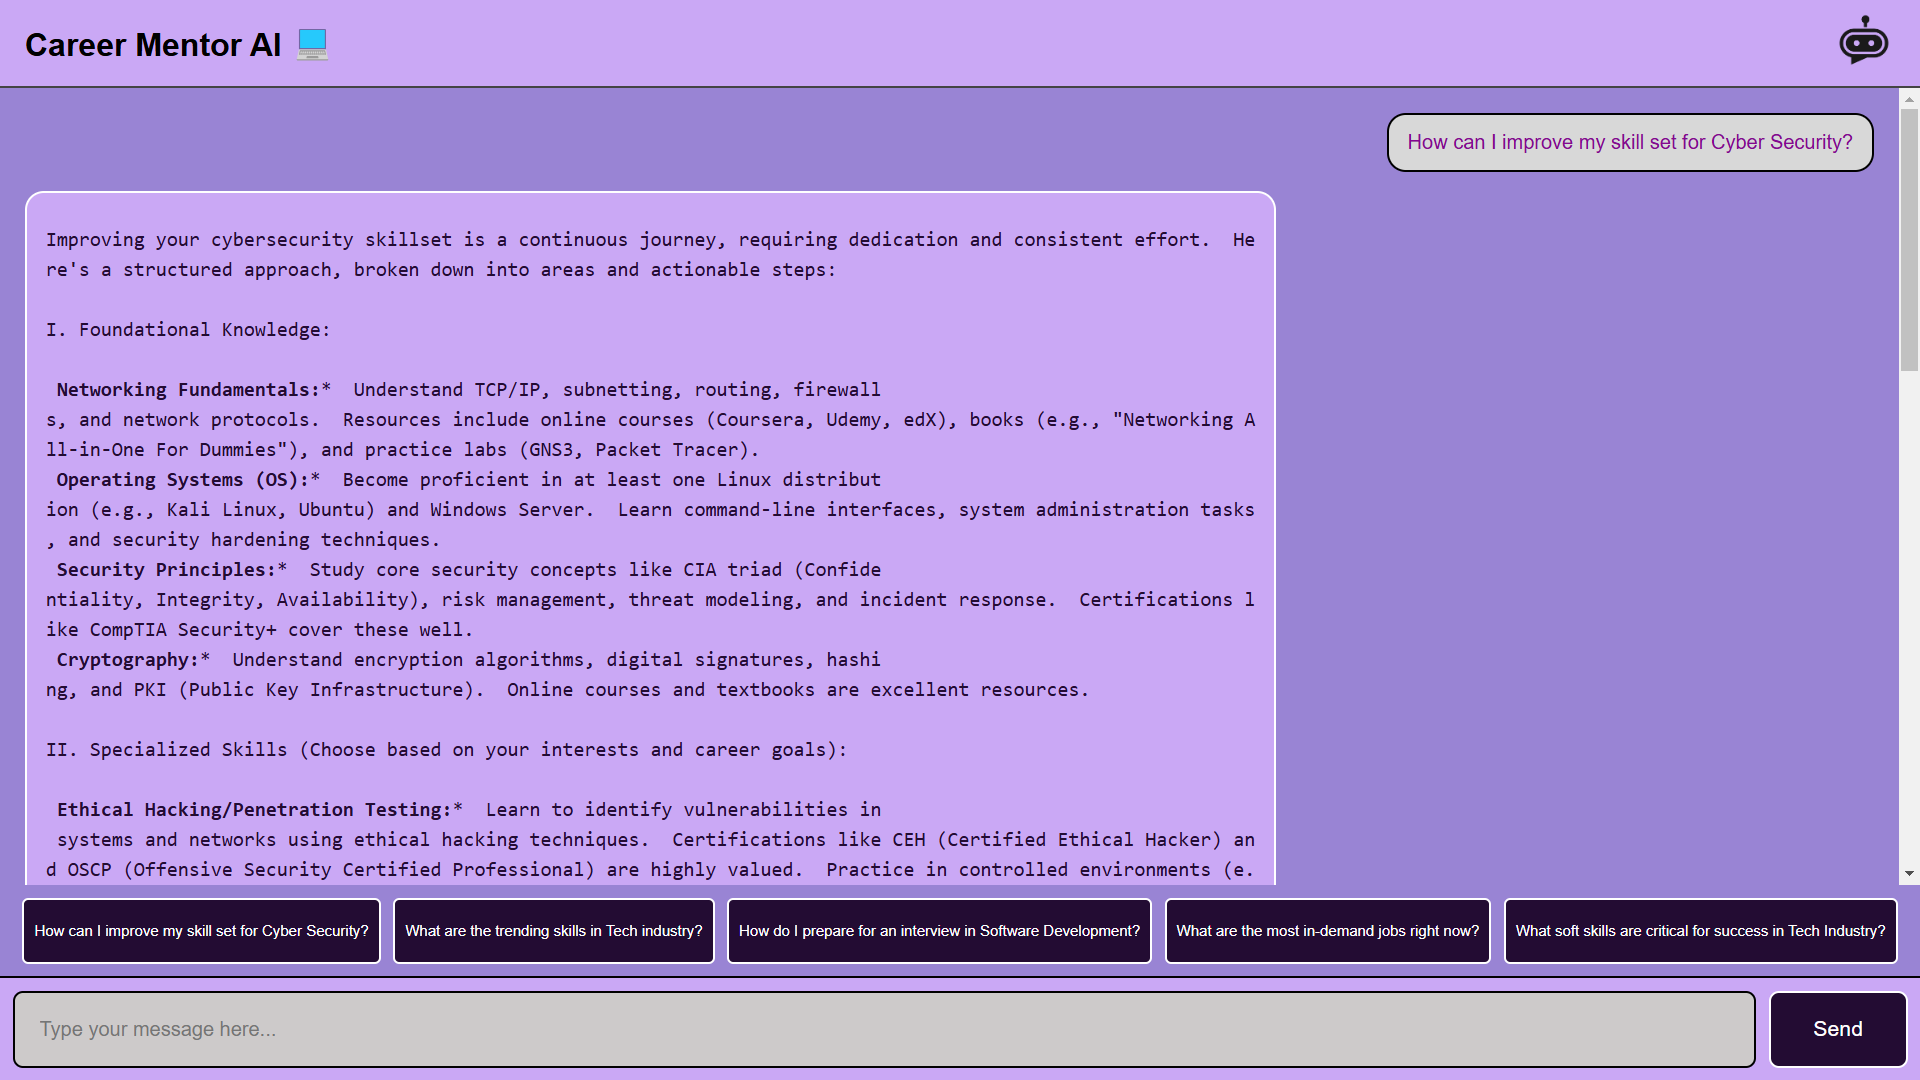 Career Mentor AI
How can I improve my skill set for Cyber Security?
Improving your cybersecurity skillset is a continuous journey, requiring dedication and consistent effort.  He
re's a structured approach, broken down into areas and actionable steps:
I. Foundational Knowledge:
Networking Fundamentals:*  Understand TCP/IP, subnetting, routing, firewall
s, and network protocols.  Resources include online courses (Coursera, Udemy, edX), books (e.g., "Networking A
ll-in-One For Dummies"), and practice labs (GNS3, Packet Tracer).
Operating Systems (OS):*  Become proficient in at least one Linux distribut
ion (e.g., Kali Linux, Ubuntu) and Windows Server.  Learn command-line interfaces, system administration tasks
, and security hardening techniques.
Security Principles:*  Study core security concepts like CIA triad (Confide
ntiality, Integrity, Availability), risk management, threat modeling, and incident response.  Certifications l
ike CompTIA Security+ cover these well.
Cryptography:*  Understand encryption algorithms, digital signatures, hashi
ng, and PKI (Public Key Infrastructure).  Online courses and textbooks are excellent resources.
II. Specialized Skills (Choose based on your interests and career goals):
Ethical Hacking/Penetration Testing:*  Learn to identify vulnerabilities in
systems and networks using ethical hacking techniques.  Certifications like CEH (Certified Ethical Hacker) an
d OSCP (Offensive Security Certified Professional) are highly valued.  Practice in controlled environments (e.
How can I improve my skill set for Cyber Security?
What are the trending skills in Tech industry?
How do I prepare for an interview in Software Development?
What are the most in-demand jobs right now?
What soft skills are critical for success in Tech Industry?
Type your message here...
Send